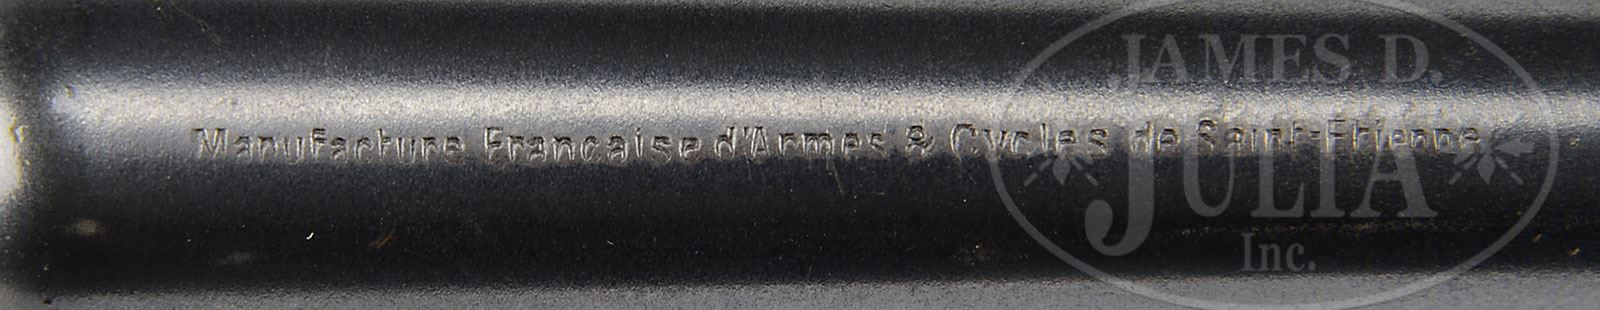 Manufacture Francaise d'Armes & Cycles de Saint-Etienne
JAMES D.
JULIA
Inc.